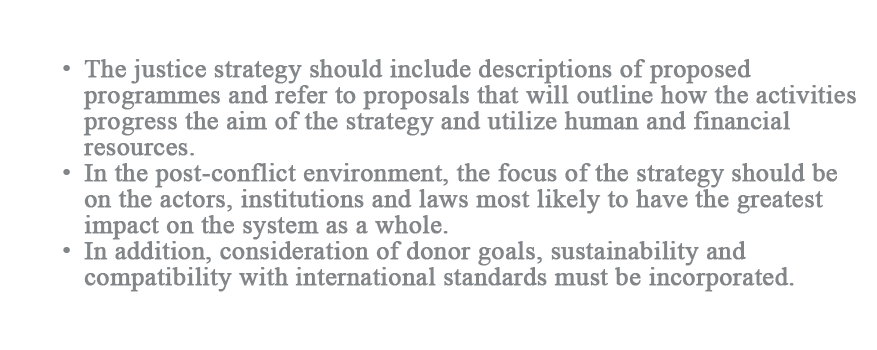 • The justice strategy should include descriptions of proposed
programmes and refer to proposals that will outline how the activities
progress the aim of the strategy and utilize human and financial
resources.
• In the post-conflict environment, the focus of the strategy should be
on the actors, institutions and laws most likely to have the greatest
impact on the system as a whole.
• In addition, consideration of donor goals, sustainability and
compatibility with international standards must be incorporated.